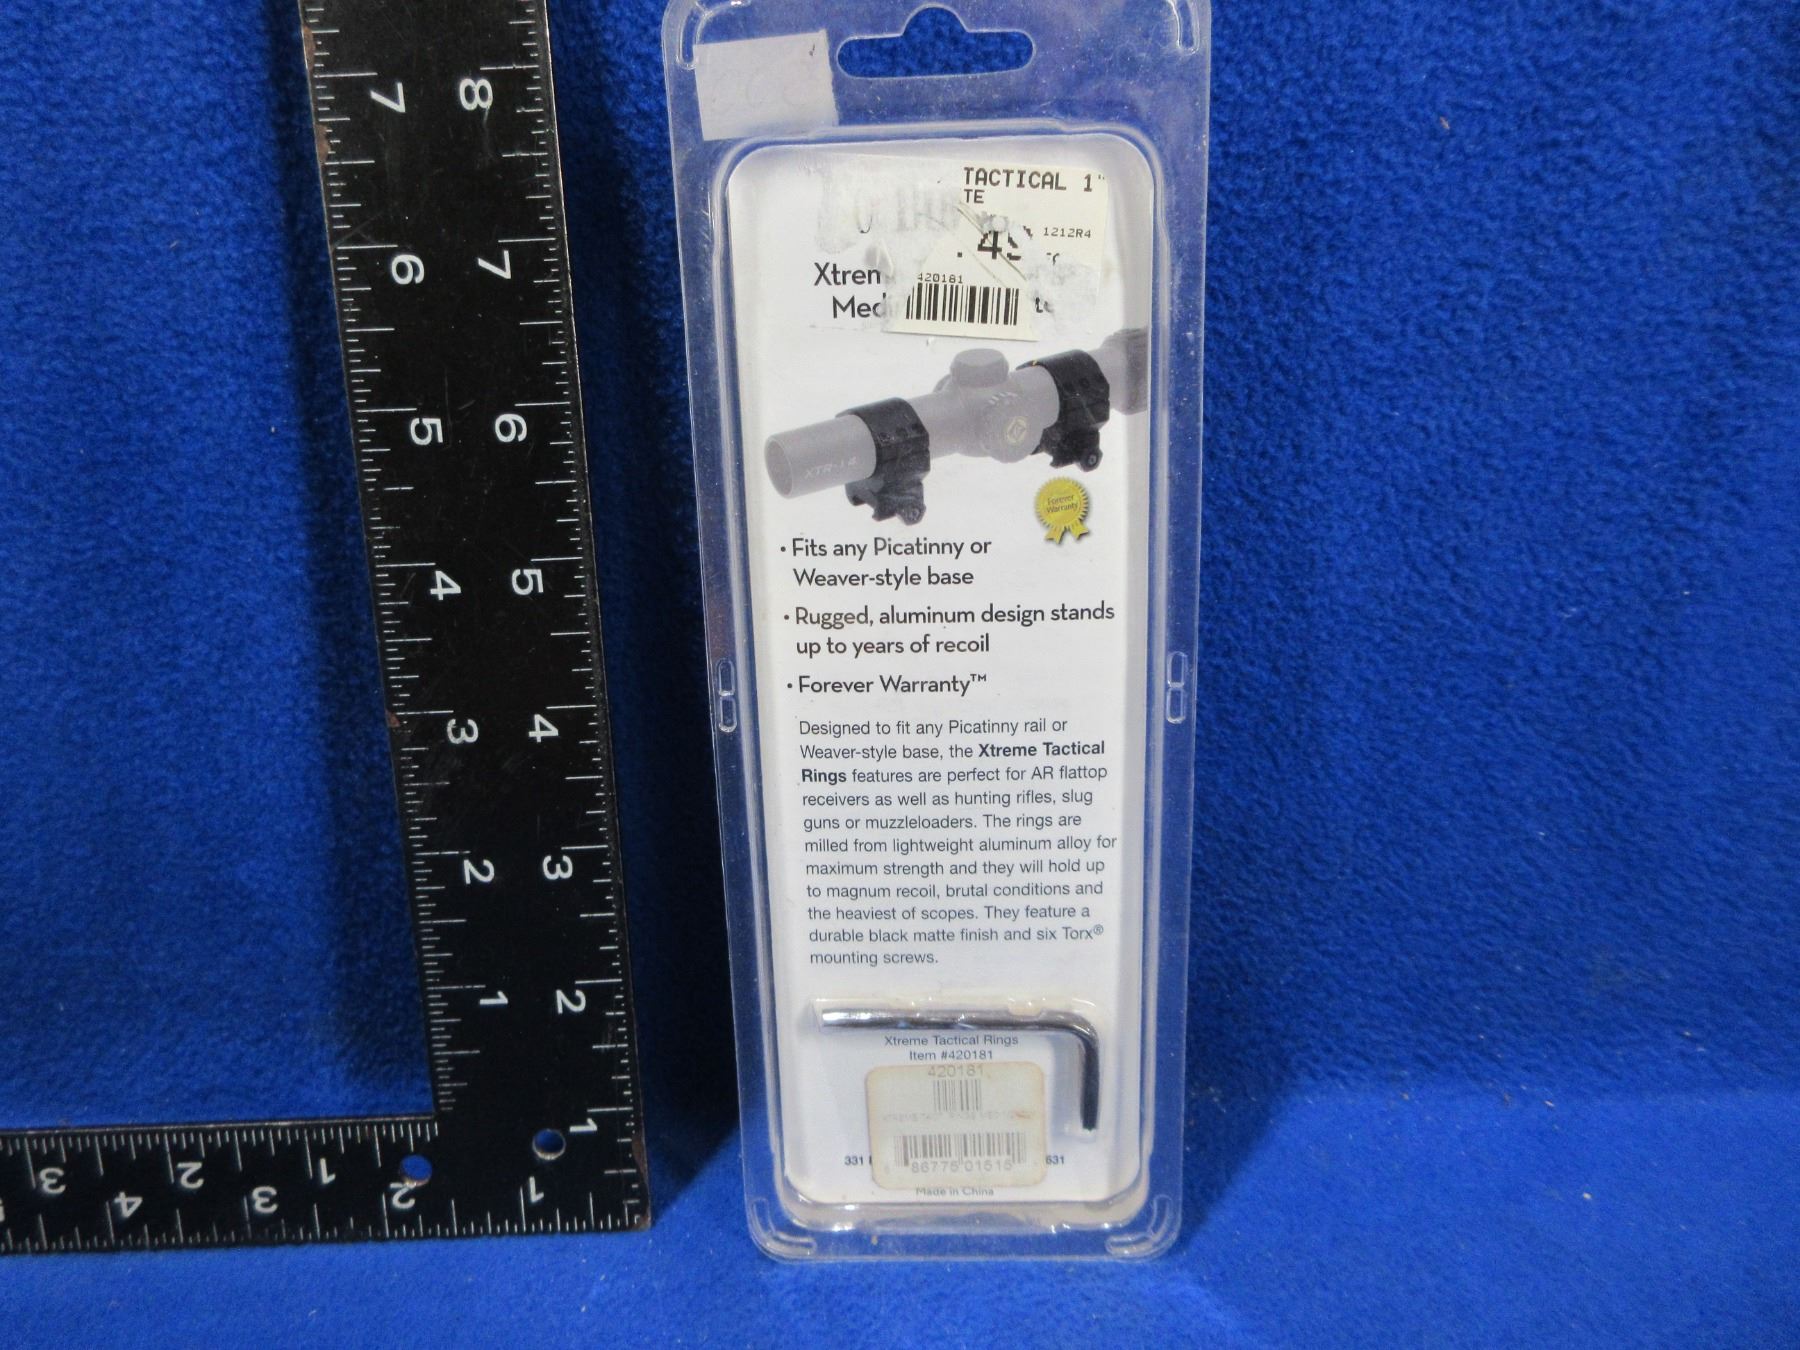 TACTICAL 1"
TE
1212R4
.49
420181
Xtrem
Med
XTR-14
Forever
Warranty
• Fits any Picatinny or
Weaver-style base
• Rugged, aluminum design stands
up to years of recoil
• Forever Warranty™
Designed to fit any Picatinny rail or
Weaver-style base, the Xtreme Tactical
Rings features are perfect for AR flattop
receivers as well as hunting rifles, slug
guns or muzzleloaders. The rings are
milled from lightweight aluminum alloy for
maximum strength and they will hold up
to magnum recoil, brutal conditions and
the heaviest of scopes. They feature a
durable black matte finish and six Torx®
mounting screws.
Xtreme Tactical Rings
Item #420181
420181
86775 01515
331
631
Made in China
7 8
6 7
5 6
4 5
3 4
2 3
1 2
1
3 2 1
4 3 2 1